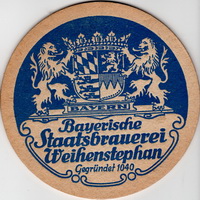 BAYERN
Bayerische
Staatsbrauerei
Weihenstephan
Gegründet 1040